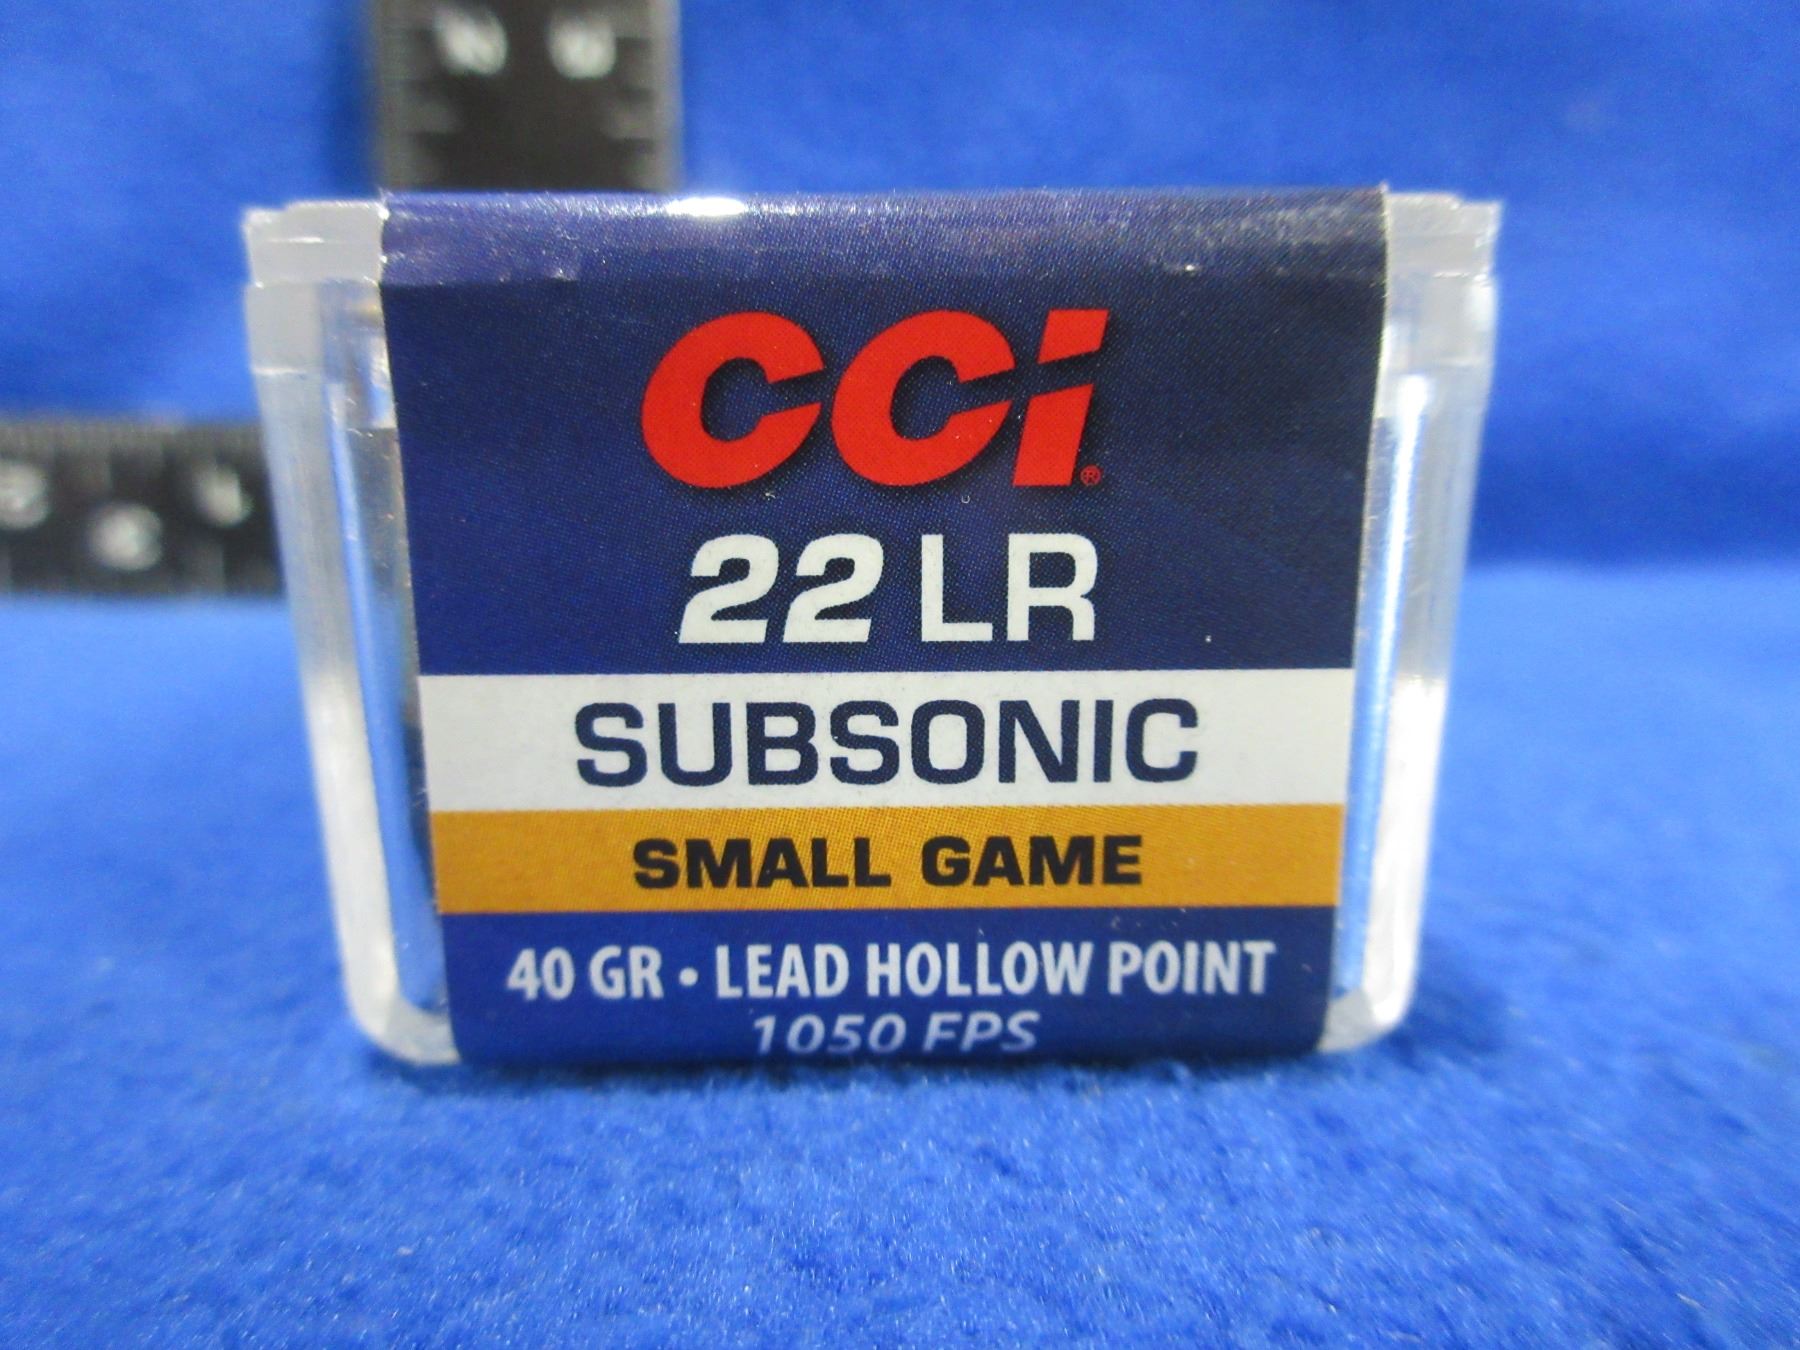 CCi®
22 LR
SUBSONIC
SMALL GAME
40 GR • LEAD HOLLOW POINT
1050 FPS